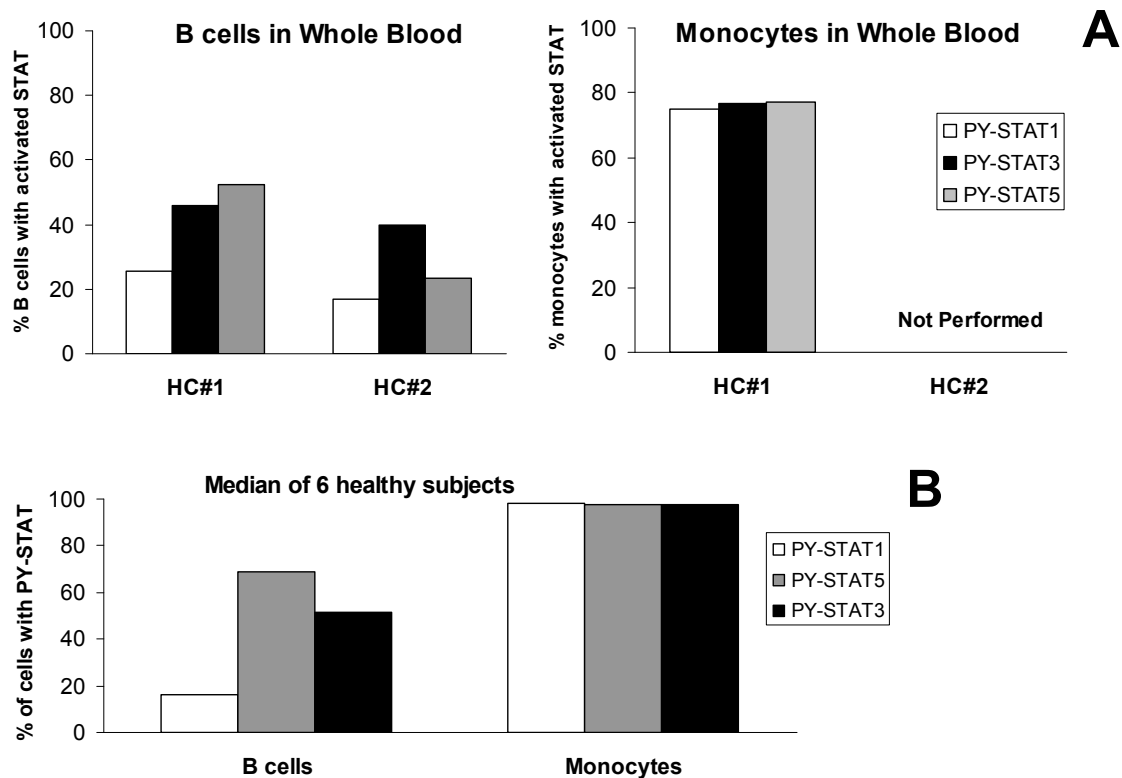 A
B cells in Whole Blood
% B cells with activated STAT
100
80
60
40
20
0
HC#1 HC#2
Monocytes in Whole Blood
% monocytes with activated STAT
100
80
60
40
20
0
PY-STAT1
PY-STAT3
PY-STAT5
Not Performed
HC#1 HC#2
B
Median of 6 healthy subjects
% of cells with PY-STAT
100
80
60
40
20
0
PY-STAT1
PY-STAT5
PY-STAT3
B cells Monocytes